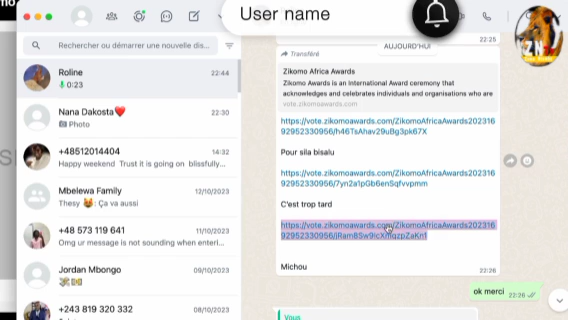 User name
Rechercher ou démarrer une nouvelle dis...
Roline
22:44
0:23
Nana Dakosta❤️
22:30
Photo
+48512014404
14:32
Happy weekend Trust it is going on blissfully...
Mbelewa Family
12/10/2023
Thesy 😹: Ça va aussi
+48 573 119 641
11/10/2023
Omg ur message is not sounding when enteri...
Jordan Mbongo
09/10/2023
+243 819 320 332
08/10/2023
22:25
AUJOURD'HUI
Transféré
Zikomo Africa Awards
Zikomo Awards is an International Award ceremony that
acknowledges and celebrates individuals and organisations who are
vote.zikomoawards.com
https://vote.zikomoawards.com/ZikomoAfricaAwards202316
92952330956/h46TsAhav29uBg3pk67X
Pour sila bisalu
https://vote.zikomoawards.com/ZikomoAfricaAwards202316
92952330956/7yn2a1pGb6enSqfvvpmm
C'est trop tard
https://vote.zikomoawards.com/ZikomoAfricaAwards202316
Michou
22:26
ok merci
22:26
Vous